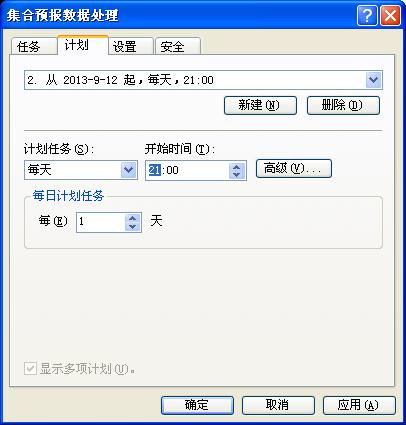 集合预报数据处理
任务 计划 设置 安全
2. 从 2013-9-12 起，每天，21:00
新建(N) 删除(D)
计划任务(S): 开始时间(T):
每天 21:00 高级(V)...
每日计划任务
每(E) 1 天
显示多项计划(U)。
确定 取消 应用(A)